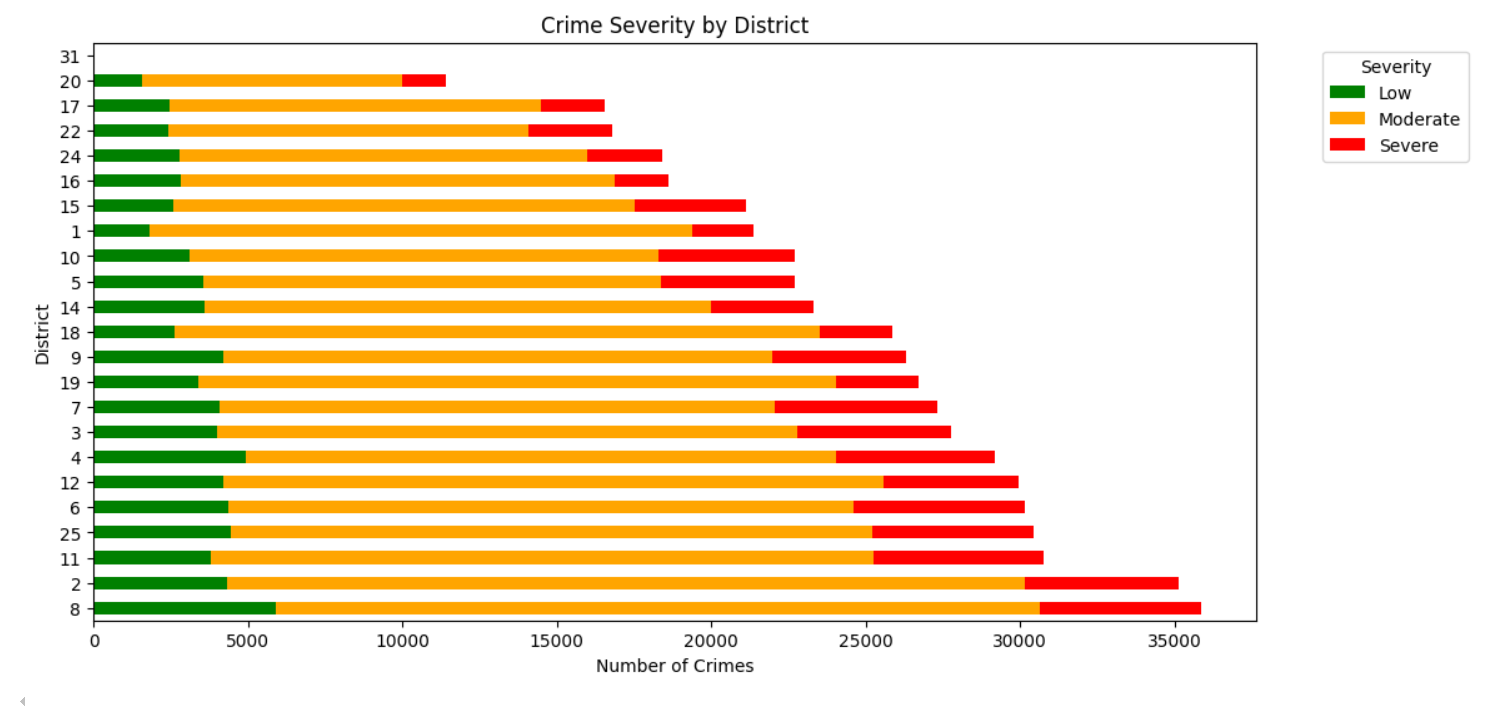 Crime Severity by District
Severity
Low
Moderate
Severe
District
31
20
17
22
24
16
15
1
10
5
14
18
9
19
7
3
4
12
6
25
11
2
8
0 5000 10000 15000 20000 25000 30000 35000
Number of Crimes